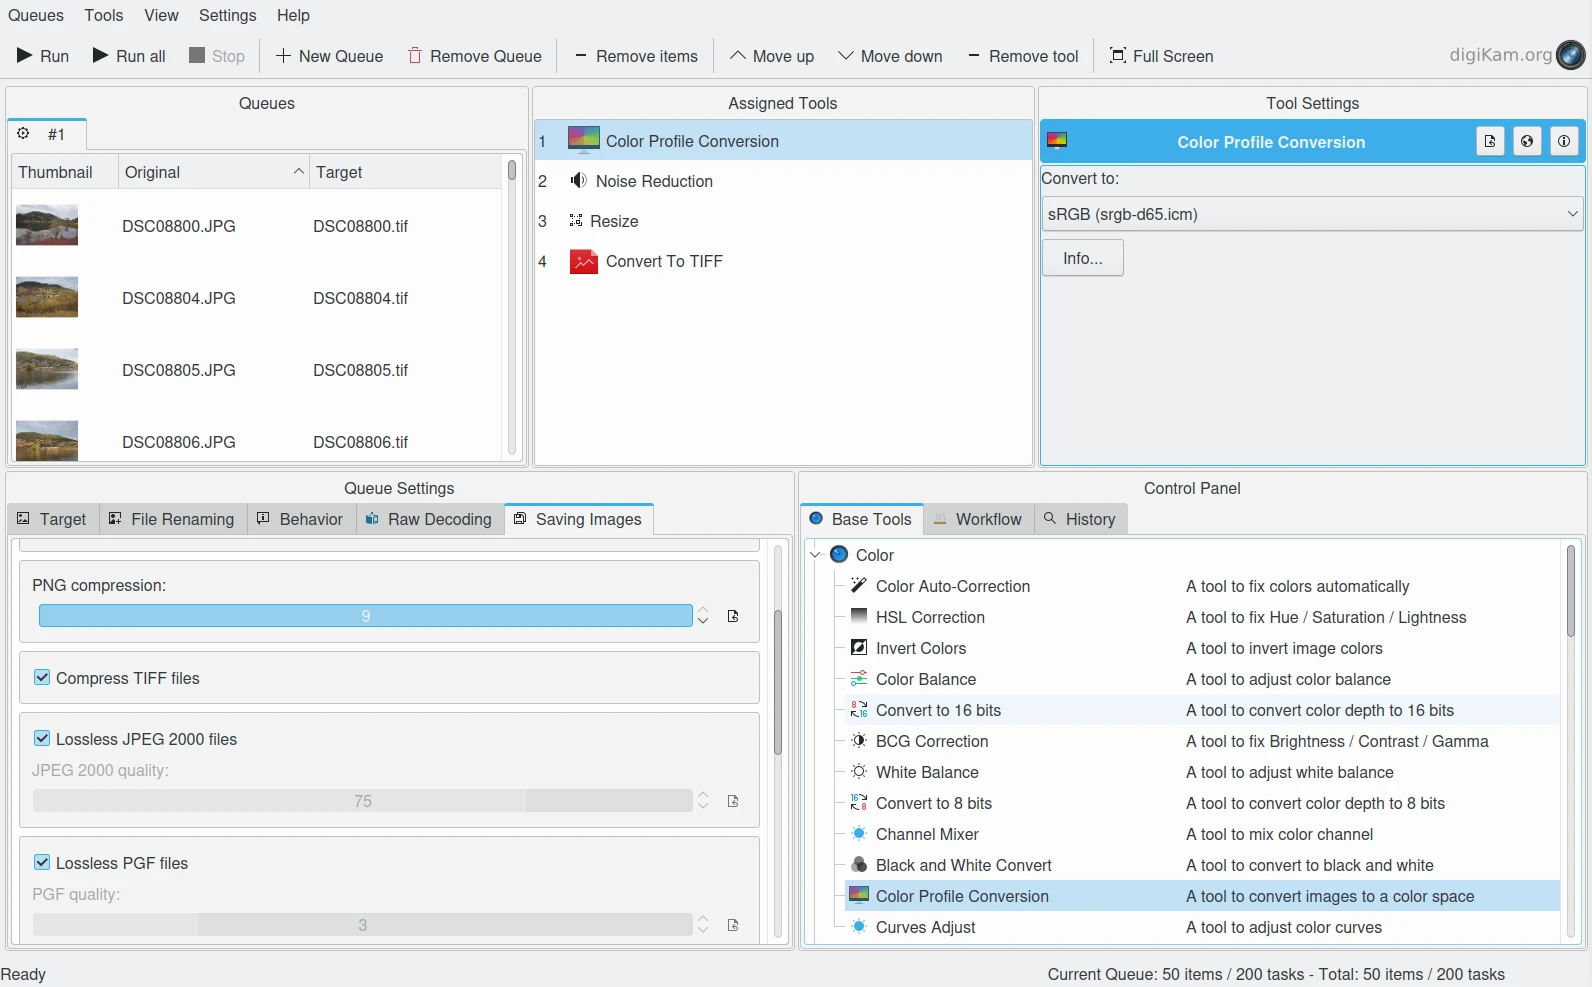 Queues Tools View Settings Help
Run Run all Stop New Queue Remove Queue Remove items Move up Move down Remove tool Full Screen digiKam.org
Queues
#1
Thumbnail Original Target
DSC08800.JPG DSC08800.tif
DSC08804.JPG DSC08804.tif
DSC08805.JPG DSC08805.tif
DSC08806.JPG DSC08806.tif
Assigned Tools
1 Color Profile Conversion
2 Noise Reduction
3 Resize
4 Convert To TIFF
Tool Settings
Color Profile Conversion
Convert to:
sRGB (srgb-d65.icm)
Info...
Queue Settings
Target File Renaming Behavior Raw Decoding Saving Images
PNG compression:
9
Compress TIFF files
Lossless JPEG 2000 files
JPEG 2000 quality:
75
Lossless PGF files
PGF quality:
3
Control Panel
Base Tools Workflow History
Color
Color Auto-Correction A tool to fix colors automatically
HSL Correction A tool to fix Hue / Saturation / Lightness
Invert Colors A tool to invert image colors
Color Balance A tool to adjust color balance
Convert to 16 bits A tool to convert color depth to 16 bits
BCG Correction A tool to fix Brightness / Contrast / Gamma
White Balance A tool to adjust white balance
Convert to 8 bits A tool to convert color depth to 8 bits
Channel Mixer A tool to mix color channel
Black and White Convert A tool to convert to black and white
Color Profile Conversion A tool to convert images to a color space
Curves Adjust A tool to adjust color curves
Ready Current Queue: 50 items / 200 tasks - Total: 50 items / 200 tasks